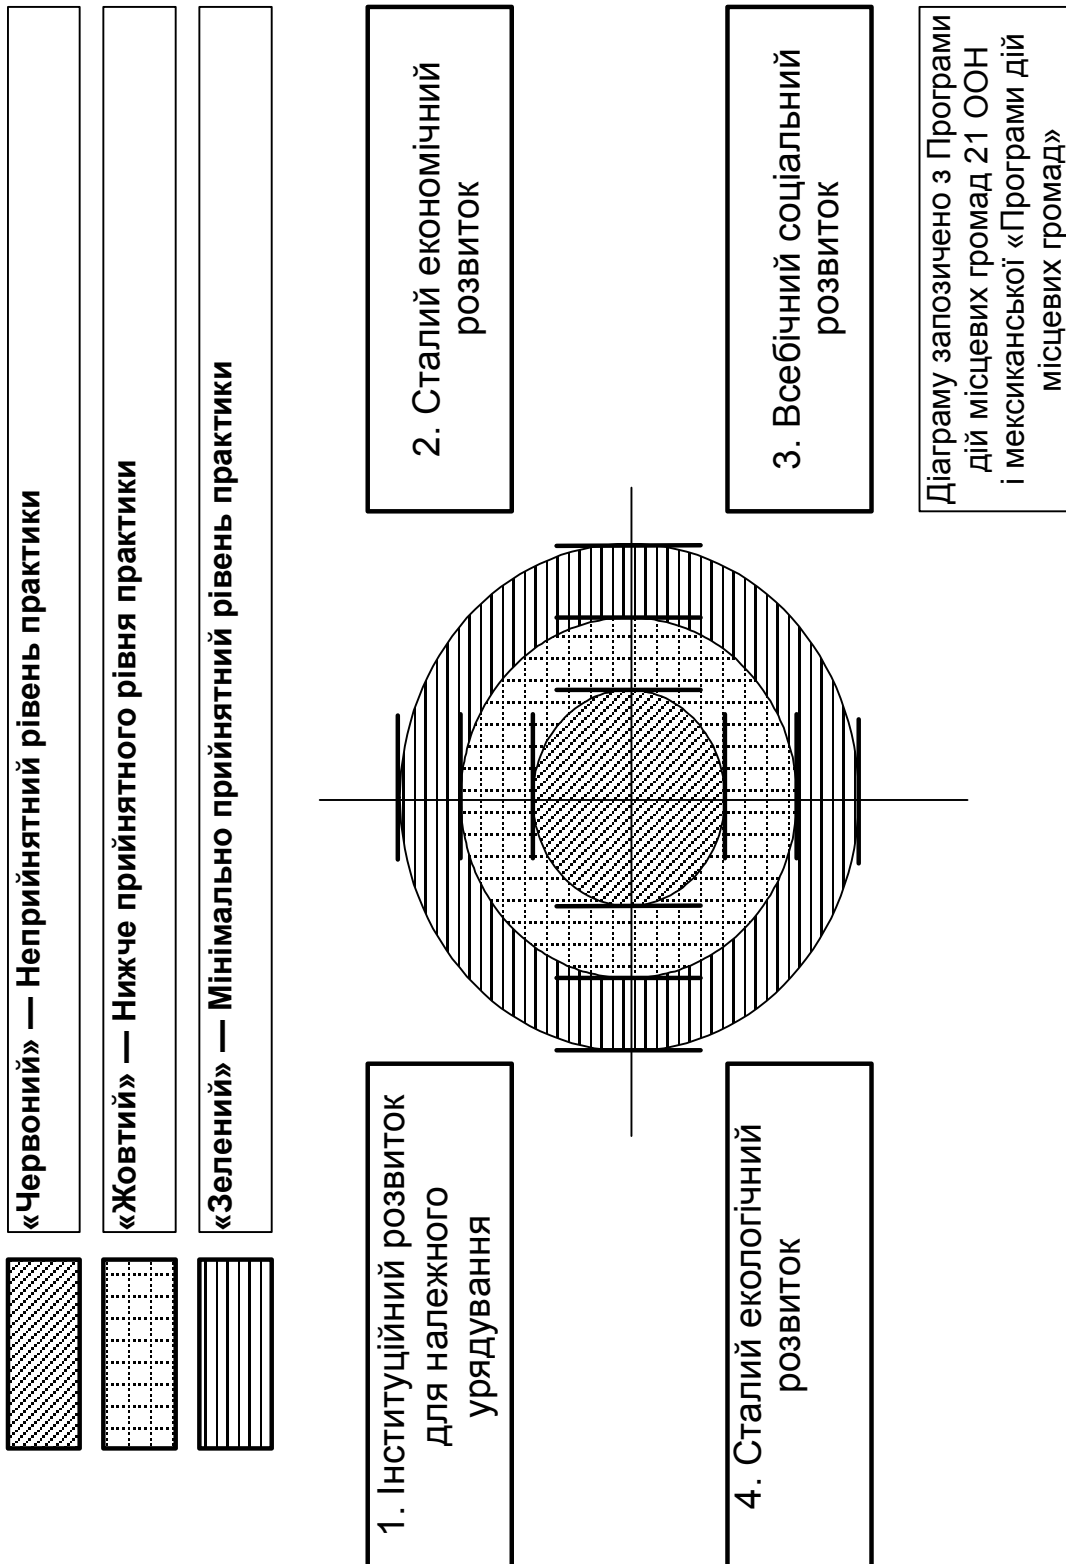 «Червоний» — Неприйнятний рівень практики
«Жовтий» — Нижче прийнятного рівня практики
«Зелений» — Мінімально прийнятний рівень практики
1. Інституційний розвиток
для належного
урядування
2. Сталий економічний
розвиток
4. Сталий екологічний
розвиток
3. Всебічний соціальний
розвиток
Діаграму запозичено з Програми
дій місцевих громад 21 ООН
і мексиканської «Програми дій
місцевих громад»